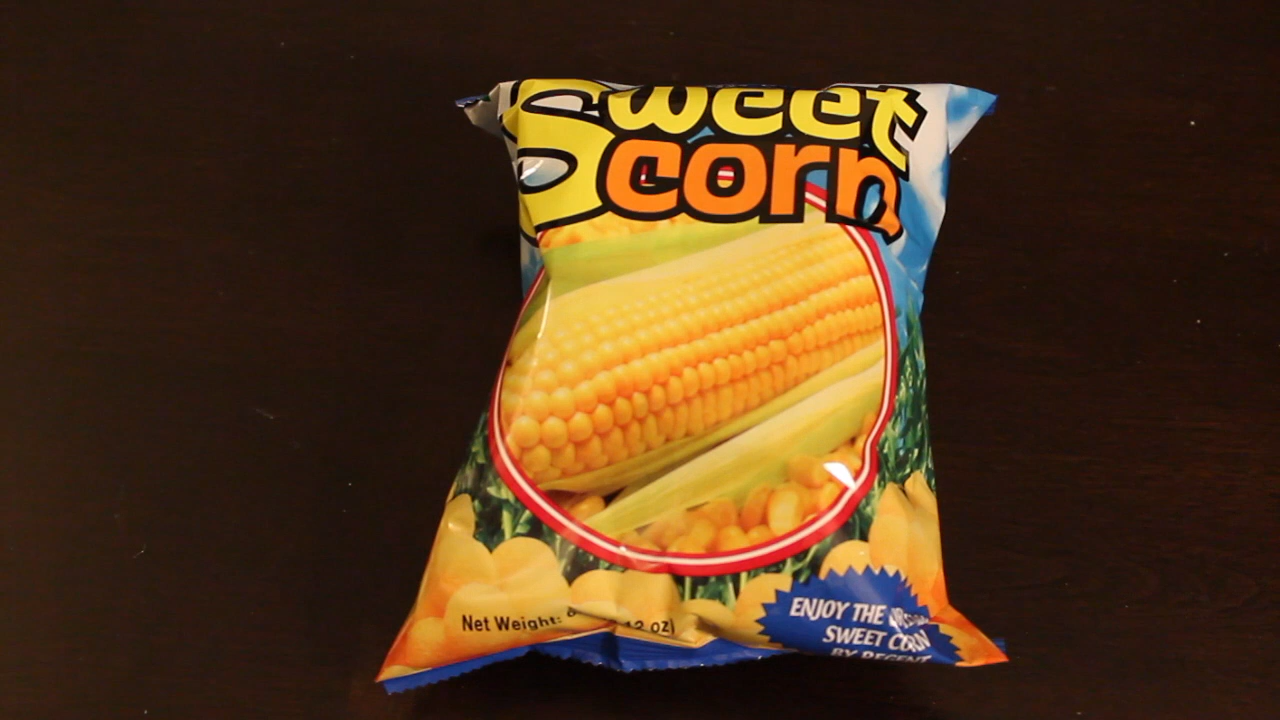 Sweet
corn
Net Weight: 12 oz)
ENJOY THE
SWEET CORN
BY REGENT